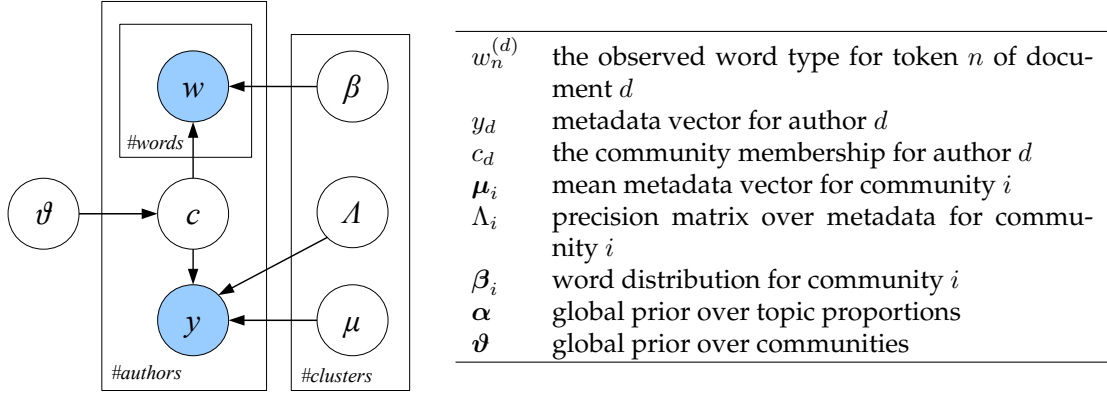 w
β
#words
ϑ
c
Λ
y
μ
#authors
#clusters
w_n^{(d)} the observed word type for token n of docu-
ment d
y_d metadata vector for author d
c_d the community membership for author d
μ_i mean metadata vector for community i
Λ_i precision matrix over metadata for commu-
nity i
β_i word distribution for community i
α global prior over topic proportions
ϑ global prior over communities